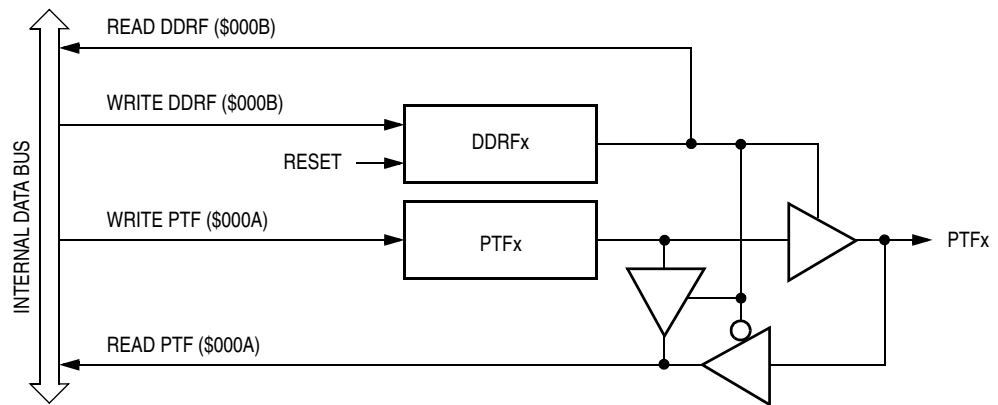 READ DDRF ($000B)
WRITE DDRF ($000B)
DDRFx
RESET
INTERNAL DATA BUS
WRITE PTF ($000A)
PTFx
PTFx
READ PTF ($000A)